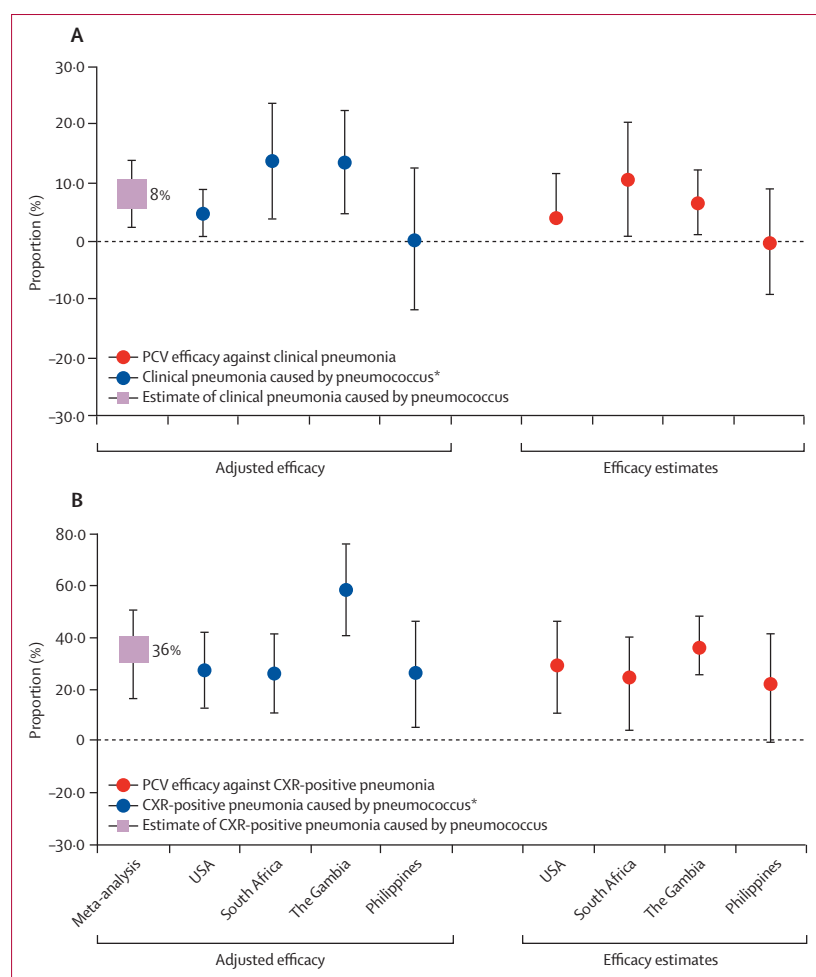 A
30·0
20·0
10·0
0
–10·0
–20·0
–30·0
Proportion (%)
8%
PCV efficacy against clinical pneumonia
Clinical pneumonia caused by pneumococcus*
Estimate of clinical pneumonia caused by pneumococcus
Adjusted efficacy
Efficacy estimates
B
80·0
60·0
40·0
20·0
0
–20·0
–30·0
Proportion (%)
36%
PCV efficacy against CXR-positive pneumonia
CXR-positive pneumonia caused by pneumococcus*
Estimate of CXR-positive pneumonia caused by pneumococcus
Meta-analysis
USA
South Africa
The Gambia
Philippines
USA
South Africa
The Gambia
Philippines
Adjusted efficacy
Efficacy estimates